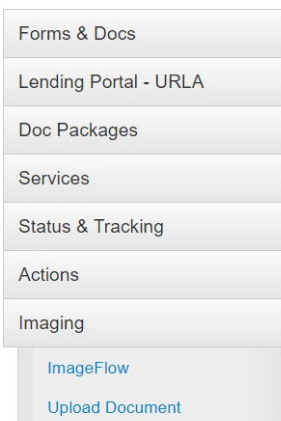 Forms & Docs
Lending Portal - URLA
Doc Packages
Services
Status & Tracking
Actions
Imaging
ImageFlow
Upload Document